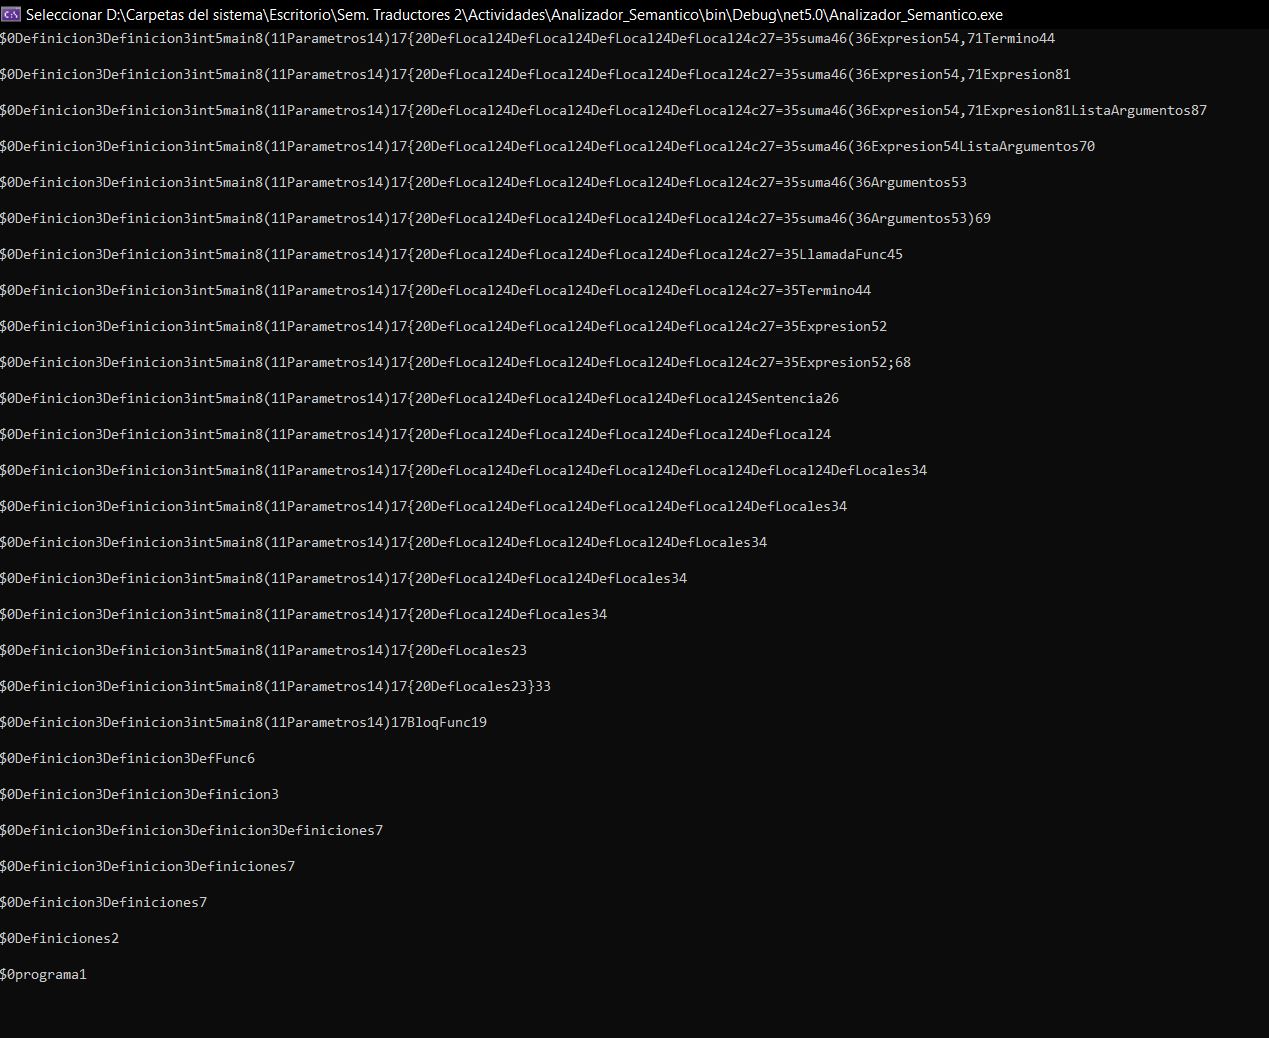 Seleccionar D:\Carpetas del sistema\Escritorio\Sem. Traductores 2\Actividades\Analizador_Semantico\bin\Debug\net5.0\Analizador_Semantico.exe
$0Definicion3Definicion3int5main8(11Parametros14)17{20DefLocal24DefLocal24DefLocal24DefLocal24c27=35suma46(36Expresion54,71Termino44
$0Definicion3Definicion3int5main8(11Parametros14)17{20DefLocal24DefLocal24DefLocal24DefLocal24c27=35suma46(36Expresion54,71Expresion81
$0Definicion3Definicion3int5main8(11Parametros14)17{20DefLocal24DefLocal24DefLocal24DefLocal24c27=35suma46(36Expresion54,71Expresion81ListaArgumentos87
$0Definicion3Definicion3int5main8(11Parametros14)17{20DefLocal24DefLocal24DefLocal24DefLocal24c27=35suma46(36Expresion54ListaArgumentos70
$0Definicion3Definicion3int5main8(11Parametros14)17{20DefLocal24DefLocal24DefLocal24DefLocal24c27=35suma46(36Argumentos53
$0Definicion3Definicion3int5main8(11Parametros14)17{20DefLocal24DefLocal24DefLocal24DefLocal24c27=35suma46(36Argumentos53)69
$0Definicion3Definicion3int5main8(11Parametros14)17{20DefLocal24DefLocal24DefLocal24DefLocal24c27=35LlamadaFunc45
$0Definicion3Definicion3int5main8(11Parametros14)17{20DefLocal24DefLocal24DefLocal24DefLocal24c27=35Termino44
$0Definicion3Definicion3int5main8(11Parametros14)17{20DefLocal24DefLocal24DefLocal24DefLocal24c27=35Expresion52
$0Definicion3Definicion3int5main8(11Parametros14)17{20DefLocal24DefLocal24DefLocal24DefLocal24c27=35Expresion52;68
$0Definicion3Definicion3int5main8(11Parametros14)17{20DefLocal24DefLocal24DefLocal24DefLocal24Sentencia26
$0Definicion3Definicion3int5main8(11Parametros14)17{20DefLocal24DefLocal24DefLocal24DefLocal24DefLocal24
$0Definicion3Definicion3int5main8(11Parametros14)17{20DefLocal24DefLocal24DefLocal24DefLocal24DefLocal24DefLocales34
$0Definicion3Definicion3int5main8(11Parametros14)17{20DefLocal24DefLocal24DefLocal24DefLocal24DefLocales34
$0Definicion3Definicion3int5main8(11Parametros14)17{20DefLocal24DefLocal24DefLocal24DefLocales34
$0Definicion3Definicion3int5main8(11Parametros14)17{20DefLocal24DefLocal24DefLocales34
$0Definicion3Definicion3int5main8(11Parametros14)17{20DefLocal24DefLocales34
$0Definicion3Definicion3int5main8(11Parametros14)17{20DefLocales23
$0Definicion3Definicion3int5main8(11Parametros14)17{20DefLocales23}33
$0Definicion3Definicion3int5main8(11Parametros14)17BloqFunc19
$0Definicion3Definicion3DefFunc6
$0Definicion3Definicion3Definicion3
$0Definicion3Definicion3Definicion3Definiciones7
$0Definicion3Definicion3Definiciones7
$0Definicion3Definiciones7
$0Definiciones2
$0programa1